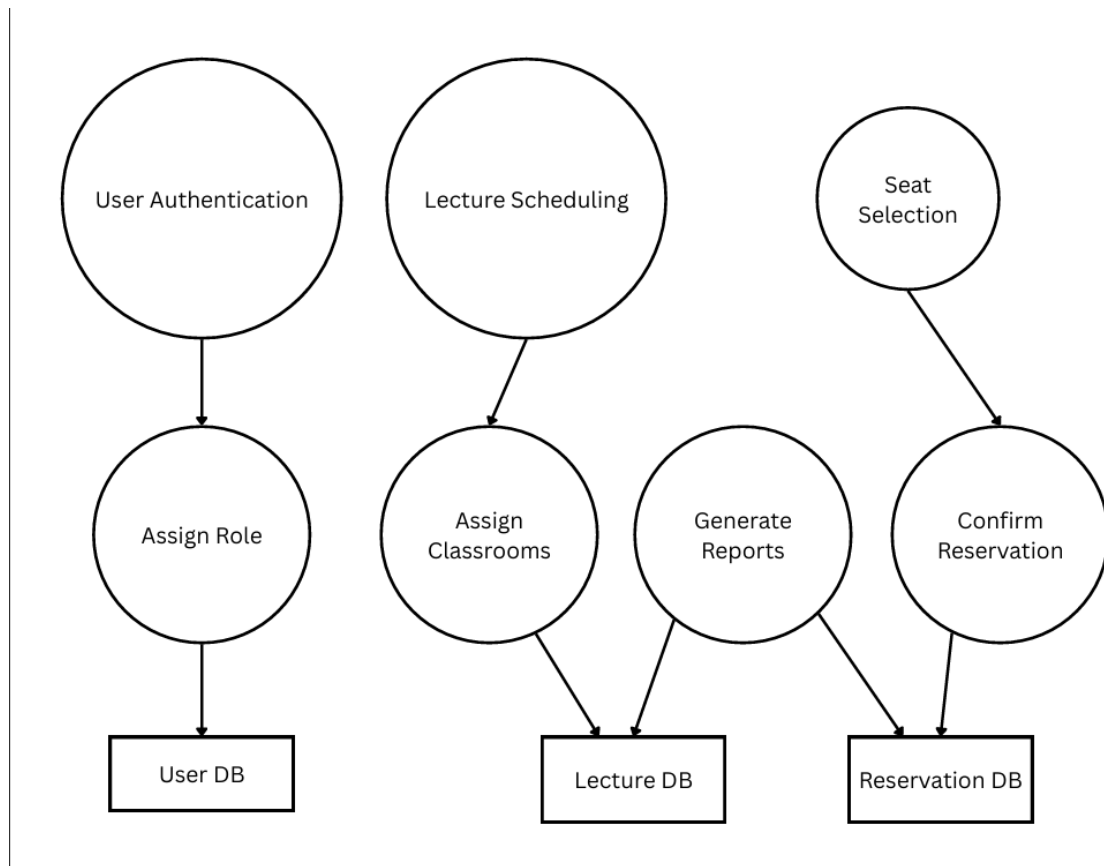 User Authentication
Lecture Scheduling
Seat
Selection
Assign Role
Assign
Classrooms
Generate
Reports
Confirm
Reservation
User DB
Lecture DB
Reservation DB